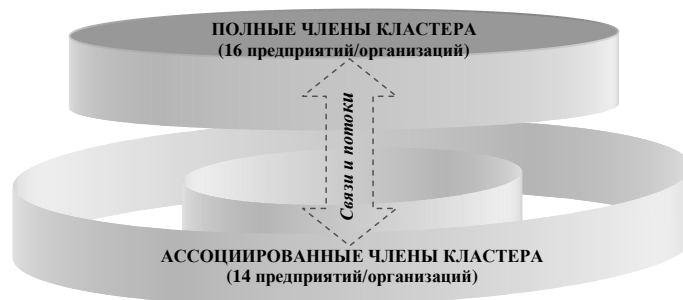 ПОЛНЫЕ ЧЛЕНЫ КЛАСТЕРА
(16 предприятий/организаций)
Связи и потоки
АССОЦИИРОВАННЫЕ ЧЛЕНЫ КЛАСТЕРА
(14 предприятий/организаций)